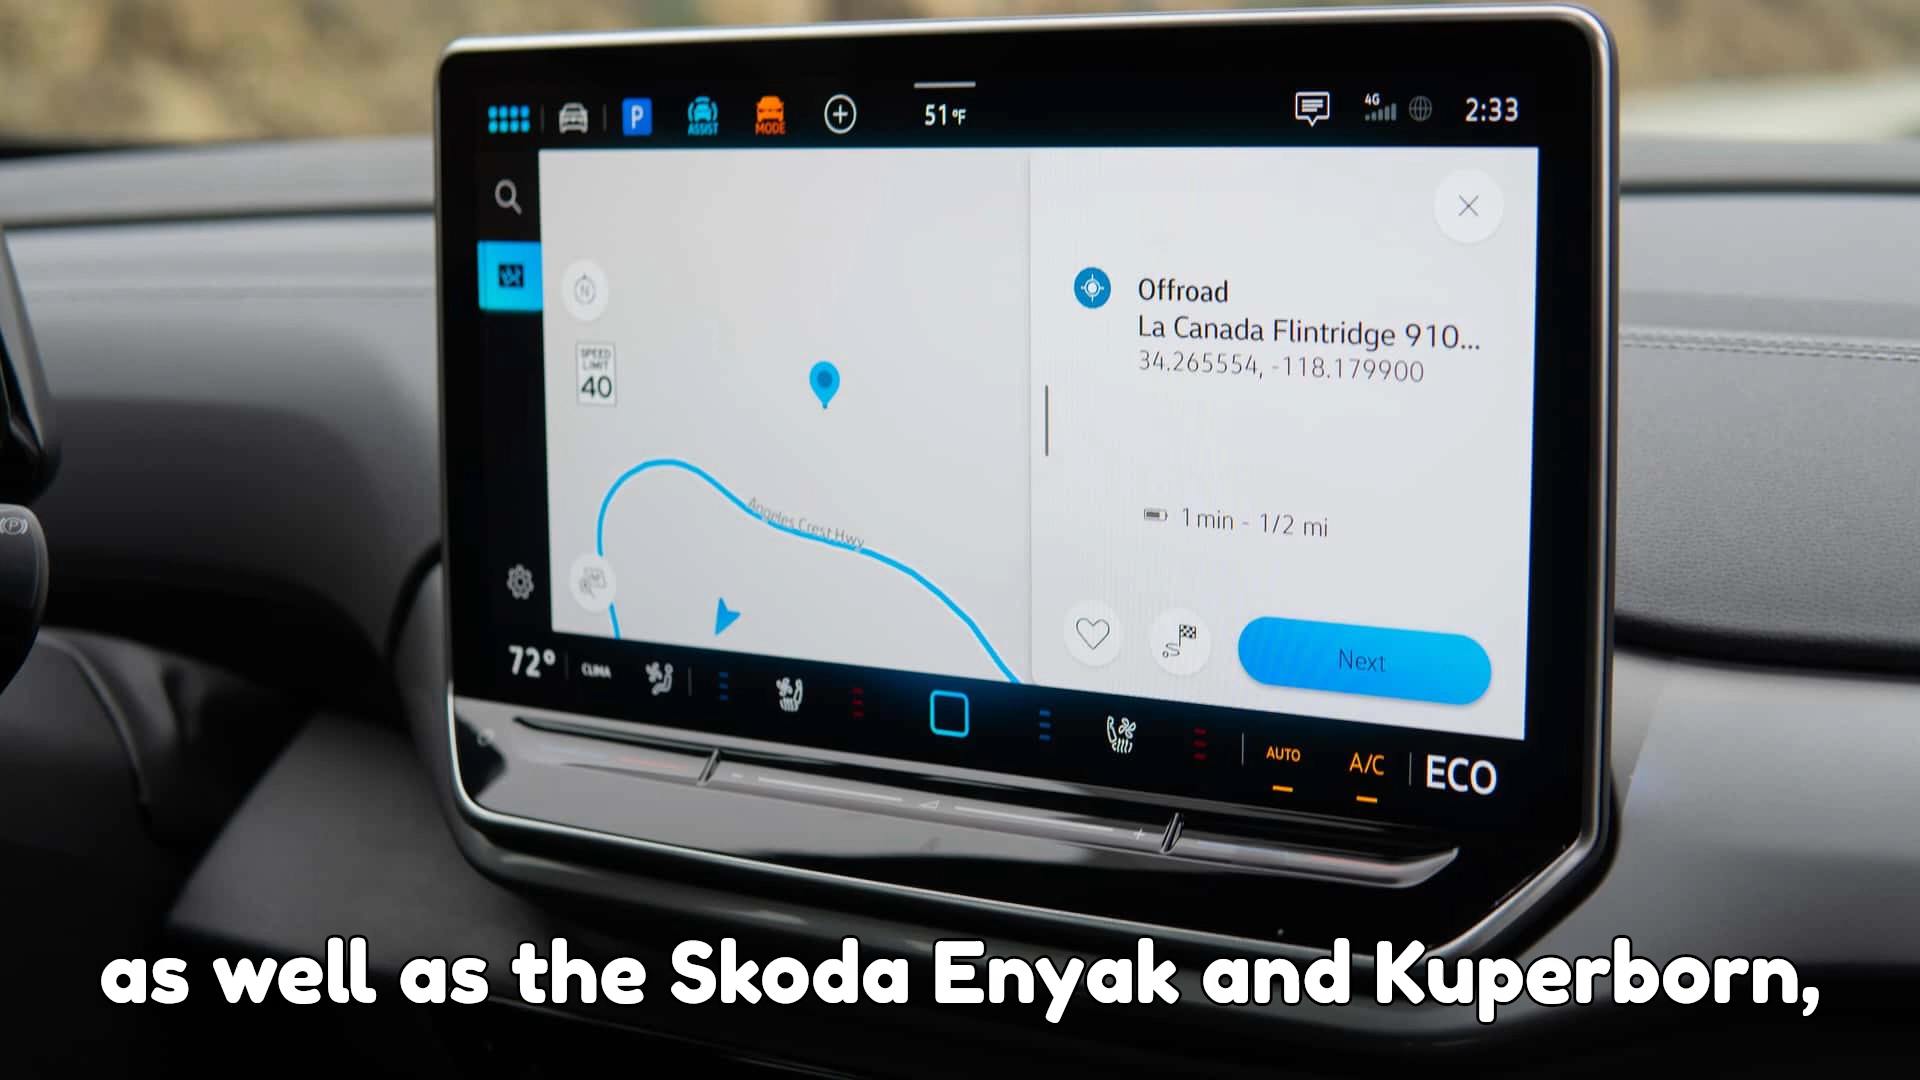 P
ASSIST
MODE
51°F
4G
2:33
N
SPEED
LIMIT
40
Offroad
La Canada Flintridge 910...
34.265554, -118.179900
Angeles Crest Hwy
1 min - 1/2 mi
Next
72°
CLIMA
AUTO
A/C
ECO
(P)
as well as the Skoda Enyak and Kuperborn,